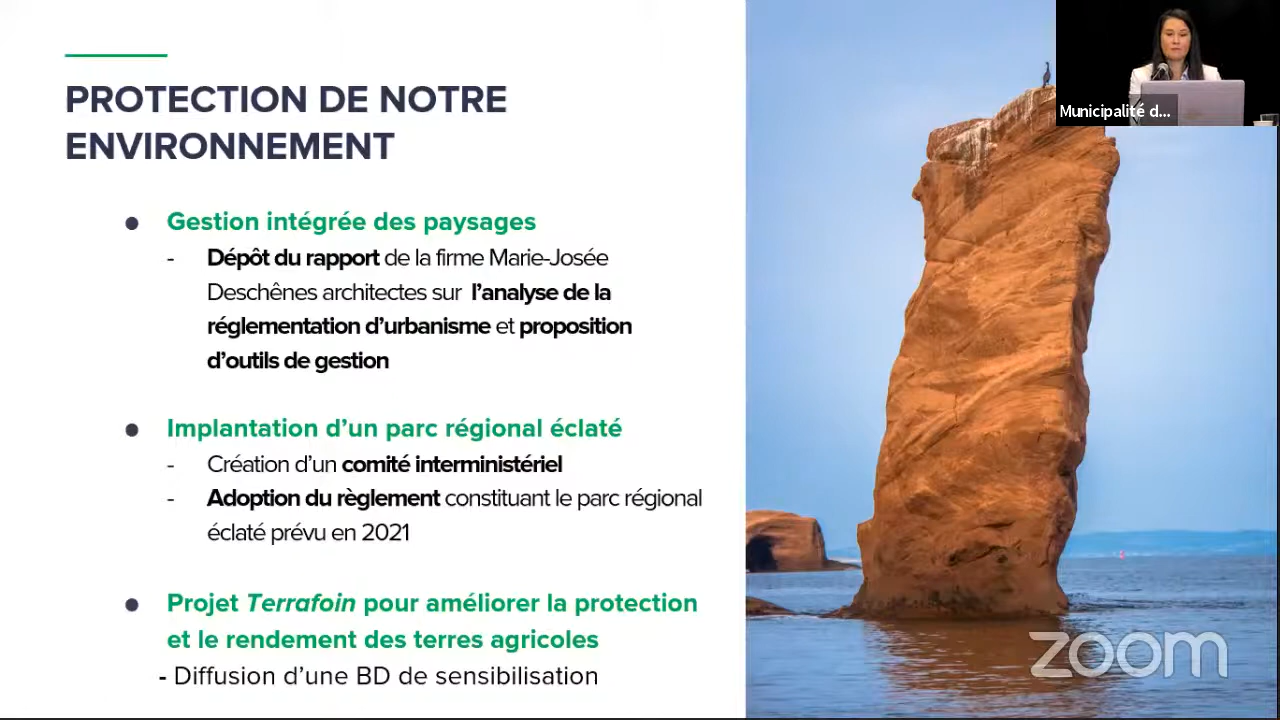 PROTECTION DE NOTRE
ENVIRONNEMENT
● Gestion intégrée des paysages
- Dépôt du rapport de la firme Marie-Josée
Deschênes architectes sur l’analyse de la
réglementation d’urbanisme et proposition
d’outils de gestion
● Implantation d’un parc régional éclaté
- Création d’un comité interministériel
- Adoption du règlement constituant le parc régional
éclaté prévu en 2021
● Projet Terrafoin pour améliorer la protection
et le rendement des terres agricoles
- Diffusion d’une BD de sensibilisation
Municipalité d...
zoom